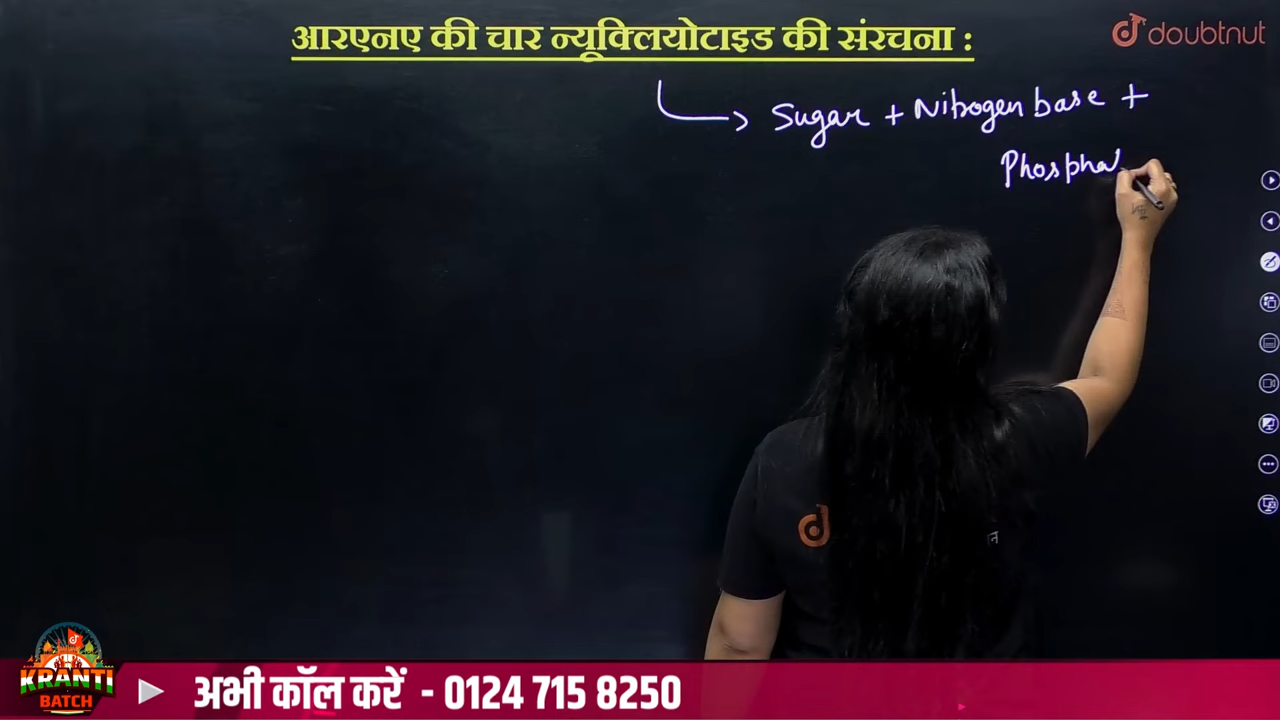 आरएनए की चार न्यूक्लियोटाइड की संरचना :
doubtnut
Sugar + Nitrogen base +
Phospha
KRANTI
BATCH
अभी कॉल करें - 0124 715 8250